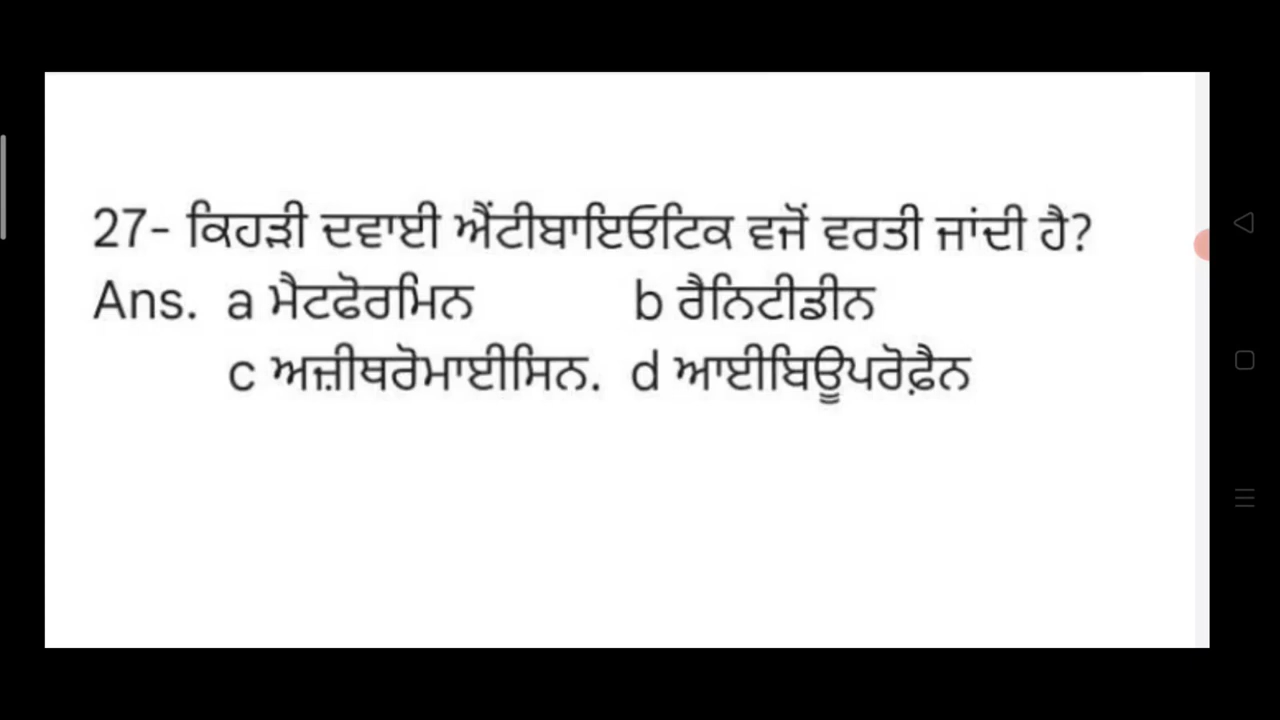 27- ਕਿਹੜੀ ਦਵਾਈ ਐਂਟੀਬਾਇਓਟਿਕ ਵਜੋਂ ਵਰਤੀ ਜਾਂਦੀ ਹੈ?
Ans. a ਮੈਟਫੋਰਮਿਨ b ਰੈਨਿਟੀਡੀਨ
c ਅਜ਼ੀਥਰੋਮਾਈਸਿਨ. d ਆਈਬਿਊਪਰੋਫ਼ੈਨ